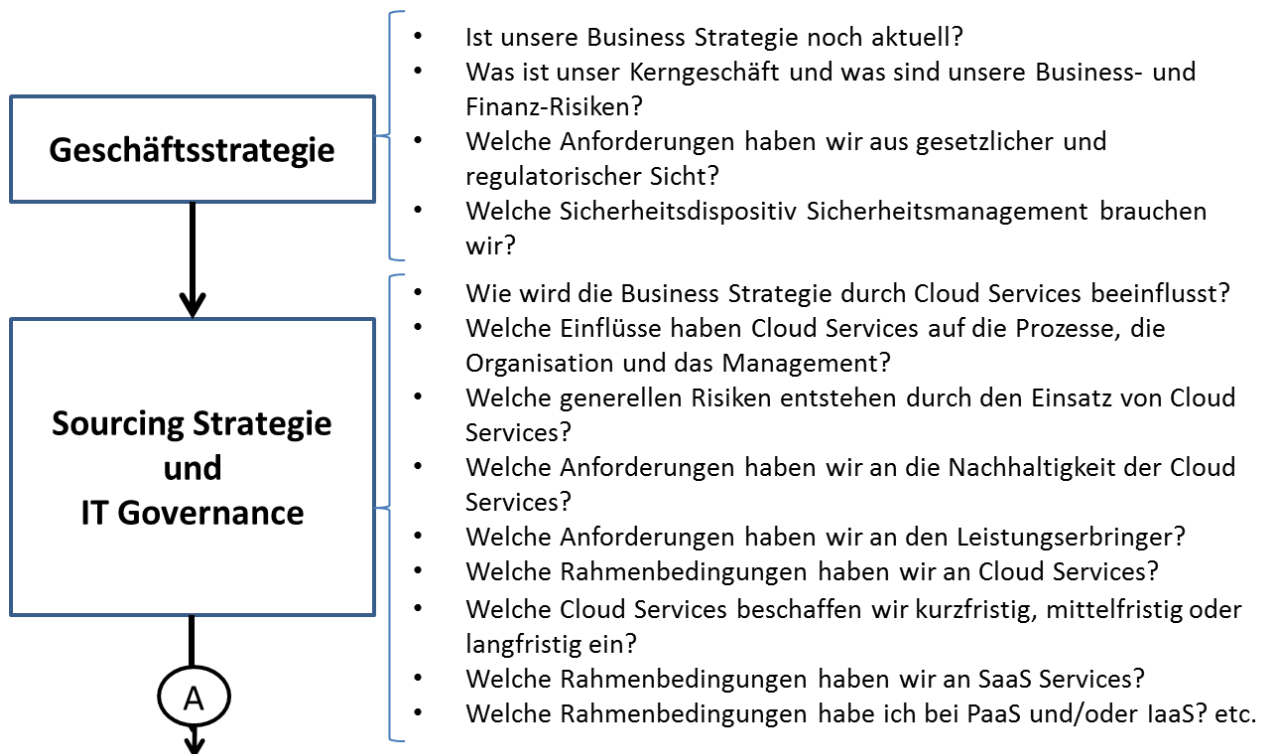 Geschäftsstrategie
• Ist unsere Business Strategie noch aktuell?
• Was ist unser Kerngeschäft und was sind unsere Business- und
Finanz-Risiken?
• Welche Anforderungen haben wir aus gesetzlicher und
regulatorischer Sicht?
• Welche Sicherheitsdispositiv Sicherheitsmanagement brauchen
wir?
Sourcing Strategie
und
IT Governance
• Wie wird die Business Strategie durch Cloud Services beeinflusst?
• Welche Einflüsse haben Cloud Services auf die Prozesse, die
Organisation und das Management?
• Welche generellen Risiken entstehen durch den Einsatz von Cloud
Services?
• Welche Anforderungen haben wir an die Nachhaltigkeit der Cloud
Services?
• Welche Anforderungen haben wir an den Leistungserbringer?
• Welche Rahmenbedingungen haben wir an Cloud Services?
• Welche Cloud Services beschaffen wir kurzfristig, mittelfristig oder
langfristig ein?
• Welche Rahmenbedingungen haben wir an SaaS Services?
• Welche Rahmenbedingungen habe ich bei PaaS und/oder IaaS? etc.
A